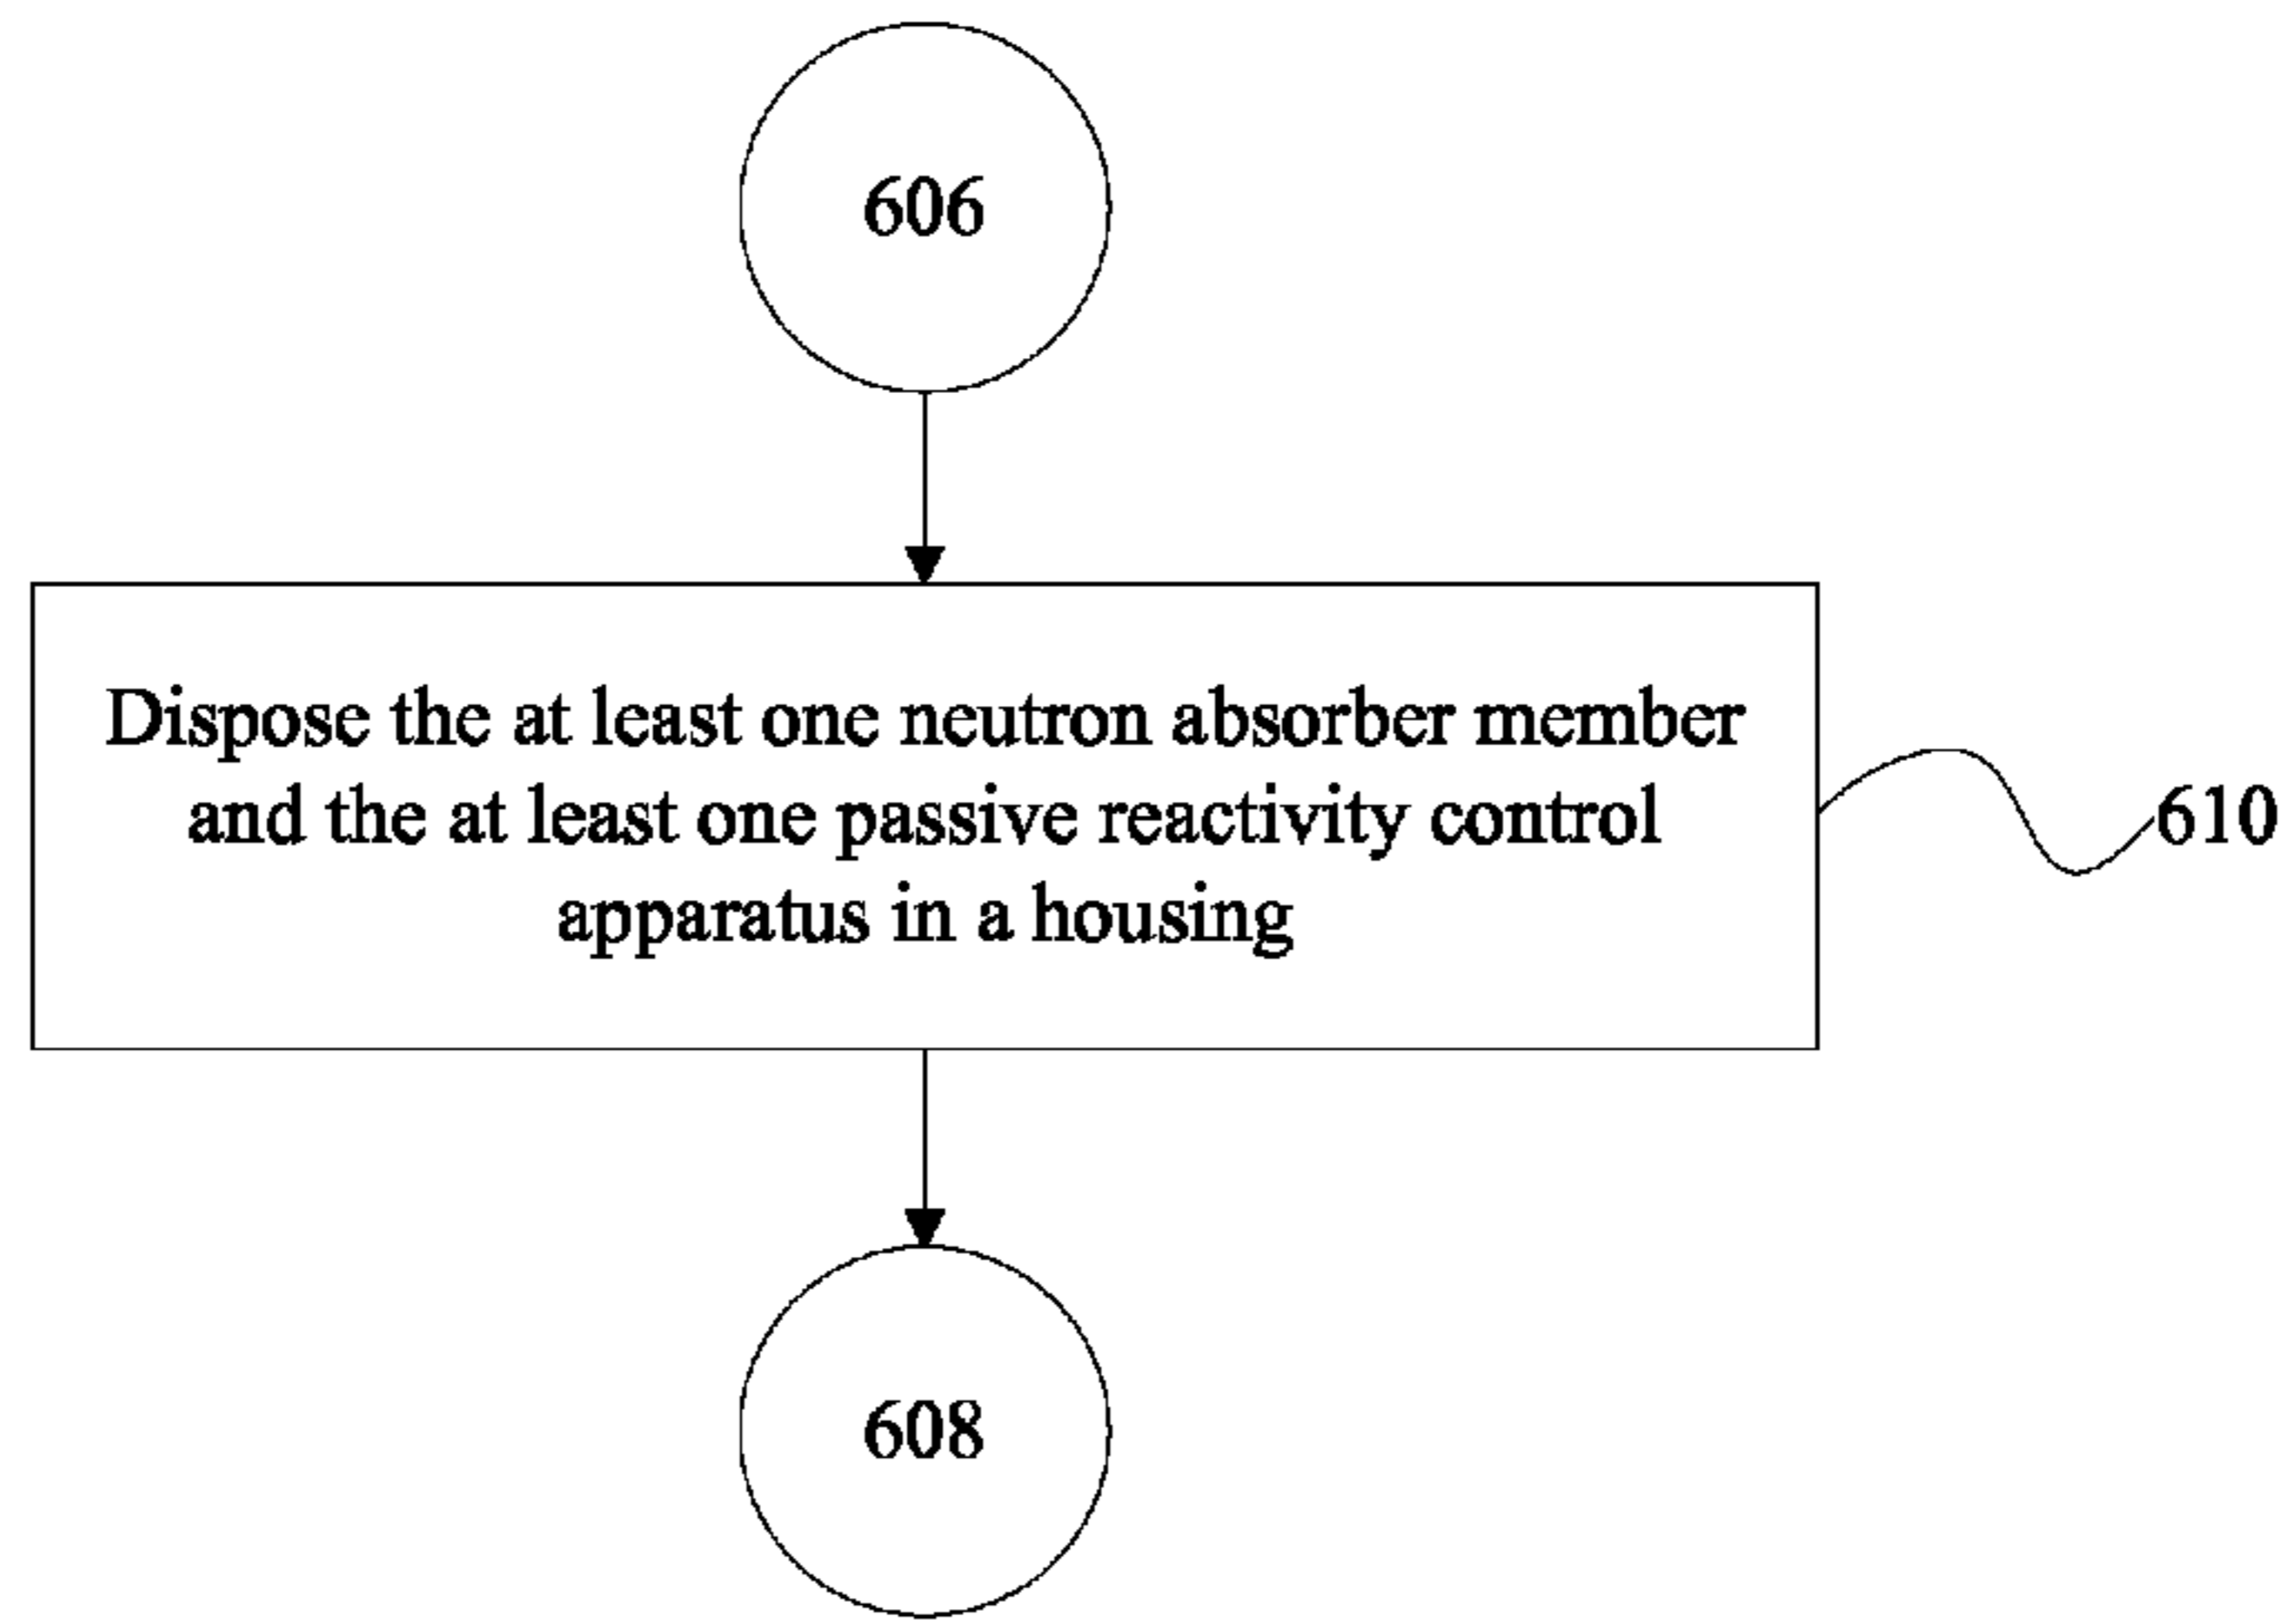 606
Dispose the at least one neutron absorber member
and the at least one passive reactivity control
apparatus in a housing
610
608